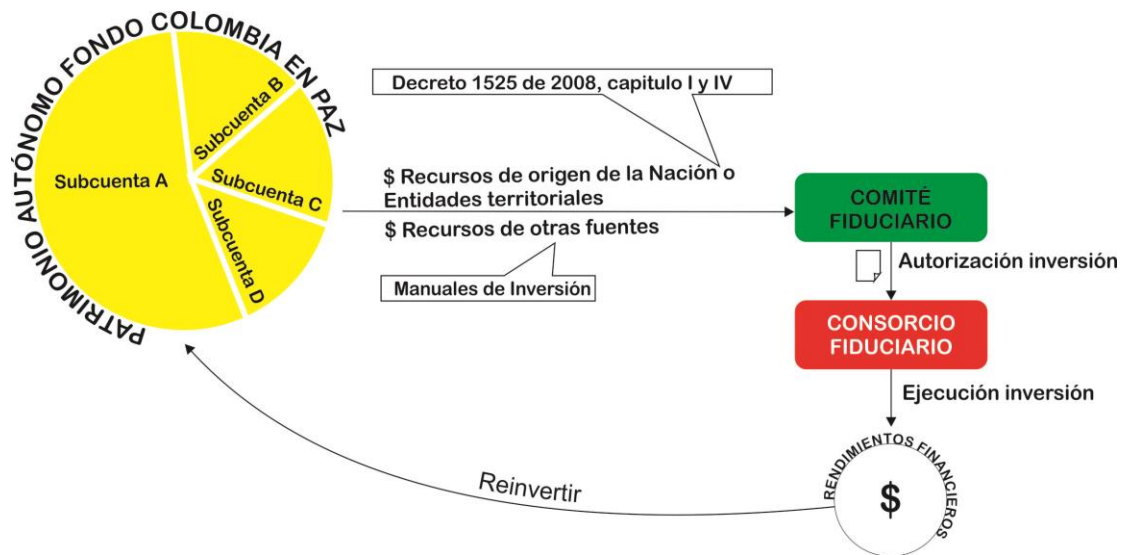 PATRIMONIO AUTÓNOMO FONDO COLOMBIA EN PAZ
Subcuenta A
Subcuenta B
Subcuenta C
Subcuenta D
Decreto 1525 de 2008, capitulo I y IV
$ Recursos de origen de la Nación o
Entidades territoriales
$ Recursos de otras fuentes
Manuales de Inversión
COMITÉ
FIDUCIARIO
Autorización inversión
CONSORCIO
FIDUCIARIO
Ejecución inversión
RENDIMIENTOS FINANCIEROS
$
Reinvertir